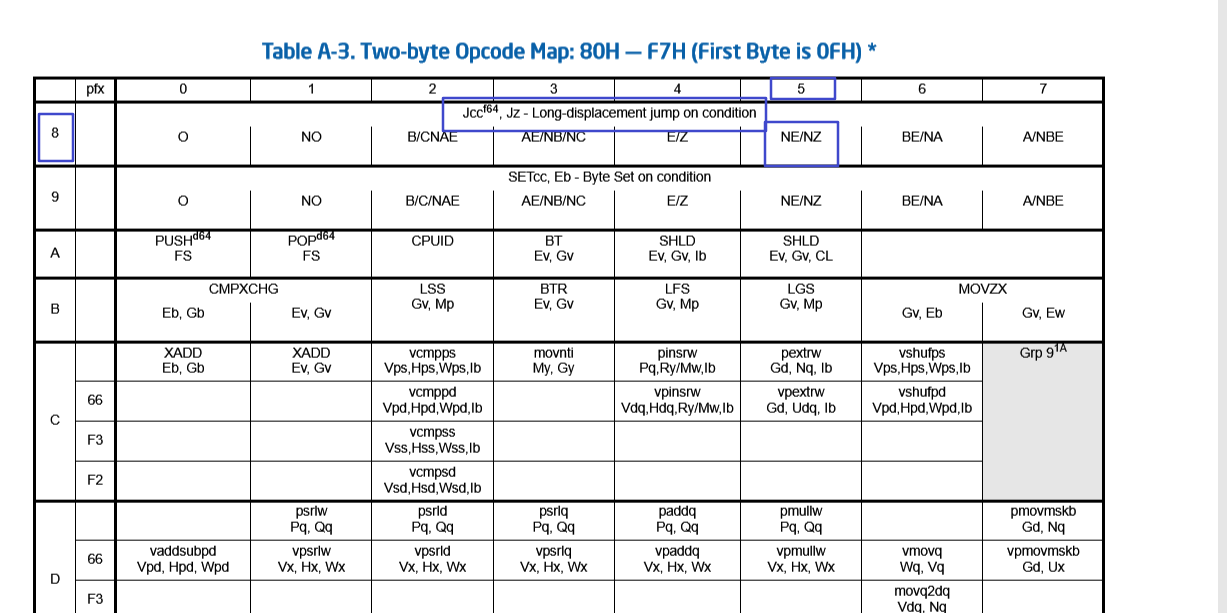 Table A-3. Two-byte Opcode Map: 80H — F7H (First Byte is 0FH) *
pfx 0 1 2 3 4 5 6 7
8 Jccf64, Jz - Long-displacement jump on condition
O NO B/CNAE AE/NB/NC E/Z NE/NZ BE/NA A/NBE
9 SETcc, Eb - Byte Set on condition
O NO B/C/NAE AE/NB/NC E/Z NE/NZ BE/NA A/NBE
A PUSHd64 POPd64 CPUID BT SHLD SHLD
FS FS Ev, Gv Ev, Gv, Ib Ev, Gv, CL
B CMPXCHG LSS BTR LFS LGS MOVZX
Eb, Gb Ev, Gv Gv, Mp Ev, Gv Gv, Mp Gv, Mp Gv, Eb Gv, Ew
C XADD XADD vcmpps movnti pinsrw pextrw vshufps Grp 91A
Eb, Gb Ev, Gv Vps,Hps,Wps,Ib My, Gy Pq,Ry/Mw,Ib Gd, Nq, Ib Vps,Hps,Wps,Ib
66 vcmppd vpinsrw vpextrw vshufpd
Vpd,Hpd,Wpd,Ib Vdq,Hdq,Ry/Mw,Ib Gd, Udq, Ib Vpd,Hpd,Wpd,Ib
F3 vcmpss
Vss,Hss,Wss,Ib
F2 vcmpsd
Vsd,Hsd,Wsd,Ib
D psrlw psrld psrlq paddq pmullw pmovmskb
Pq, Qq Pq, Qq Pq, Qq Pq, Qq Pq, Qq Gd, Nq
66 vaddsubpd vpsrlw vpsrld vpsrlq vpaddq vpmullw vmovq vpmovmskb
Vpd, Hpd, Wpd Vx, Hx, Wx Vx, Hx, Wx Vx, Hx, Wx Vx, Hx, Wx Vx, Hx, Wx Wq, Vq Gd, Ux
F3 movq2dq
Vdq, Nq